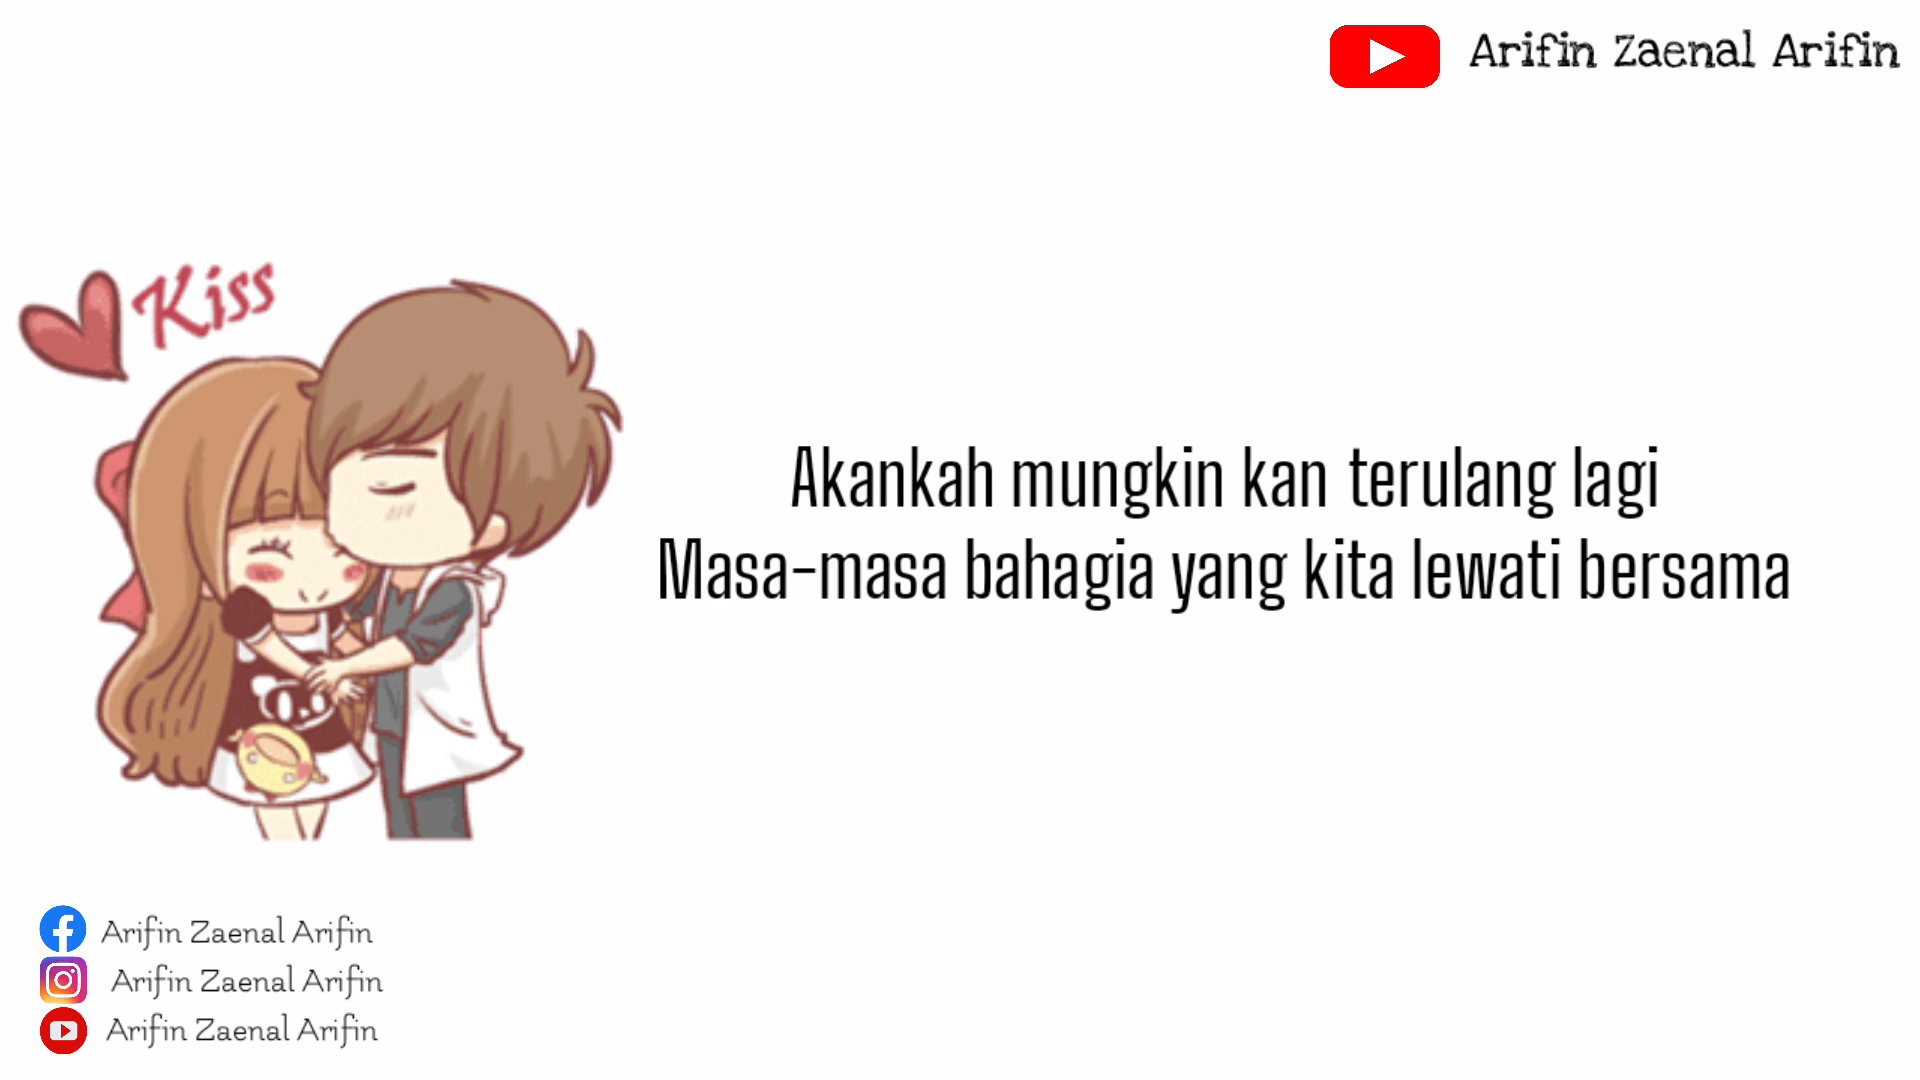 Arifin Zaenal Arifin
Kiss
Akankah mungkin kan terulang lagi
Masa-masa bahagia yang kita lewati bersama
Arifin Zaenal Arifin
Arifin Zaenal Arifin
Arifin Zaenal Arifin